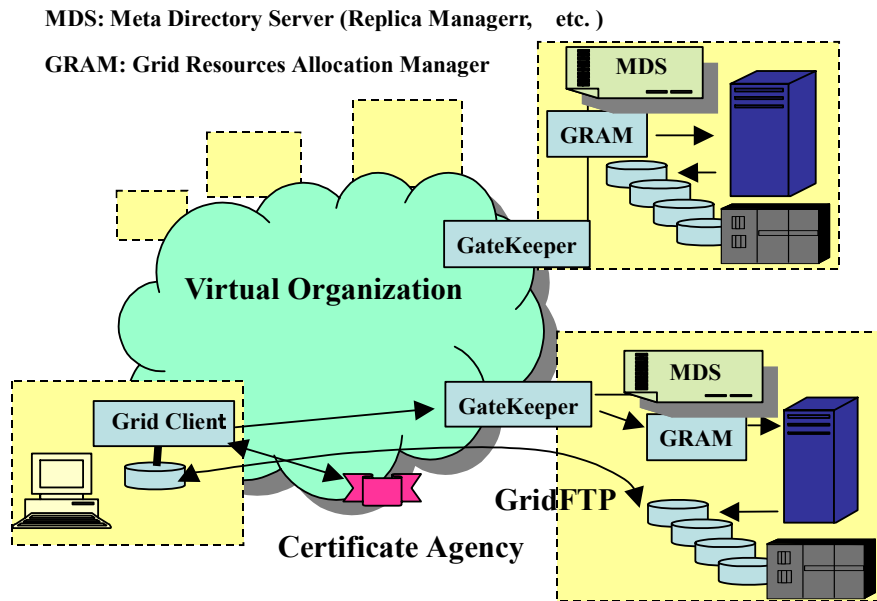 MDS: Meta Directory Server (Replica Managerr, etc. )
GRAM: Grid Resources Allocation Manager
MDS
GRAM
GateKeeper
Virtual Organization
MDS
GateKeeper
Grid Client
GRAM
GridFTP
Certificate Agency